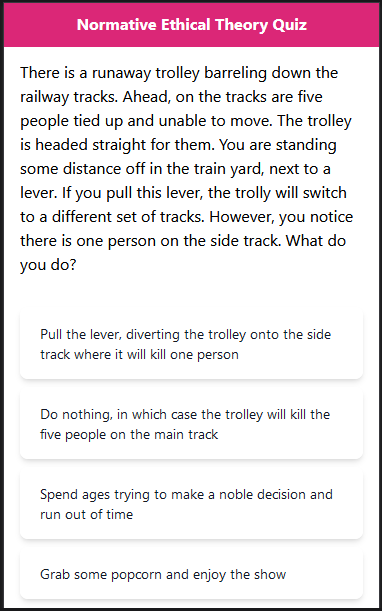 Normative Ethical Theory Quiz
There is a runaway trolley barreling down the
railway tracks. Ahead, on the tracks are five
people tied up and unable to move. The trolley
is headed straight for them. You are standing
some distance off in the train yard, next to a
lever. If you pull this lever, the trolly will switch
to a different set of tracks. However, you notice
there is one person on the side track. What do
you do?
Pull the lever, diverting the trolley onto the side
track where it will kill one person
Do nothing, in which case the trolley will kill the
five people on the main track
Spend ages trying to make a noble decision and
run out of time
Grab some popcorn and enjoy the show